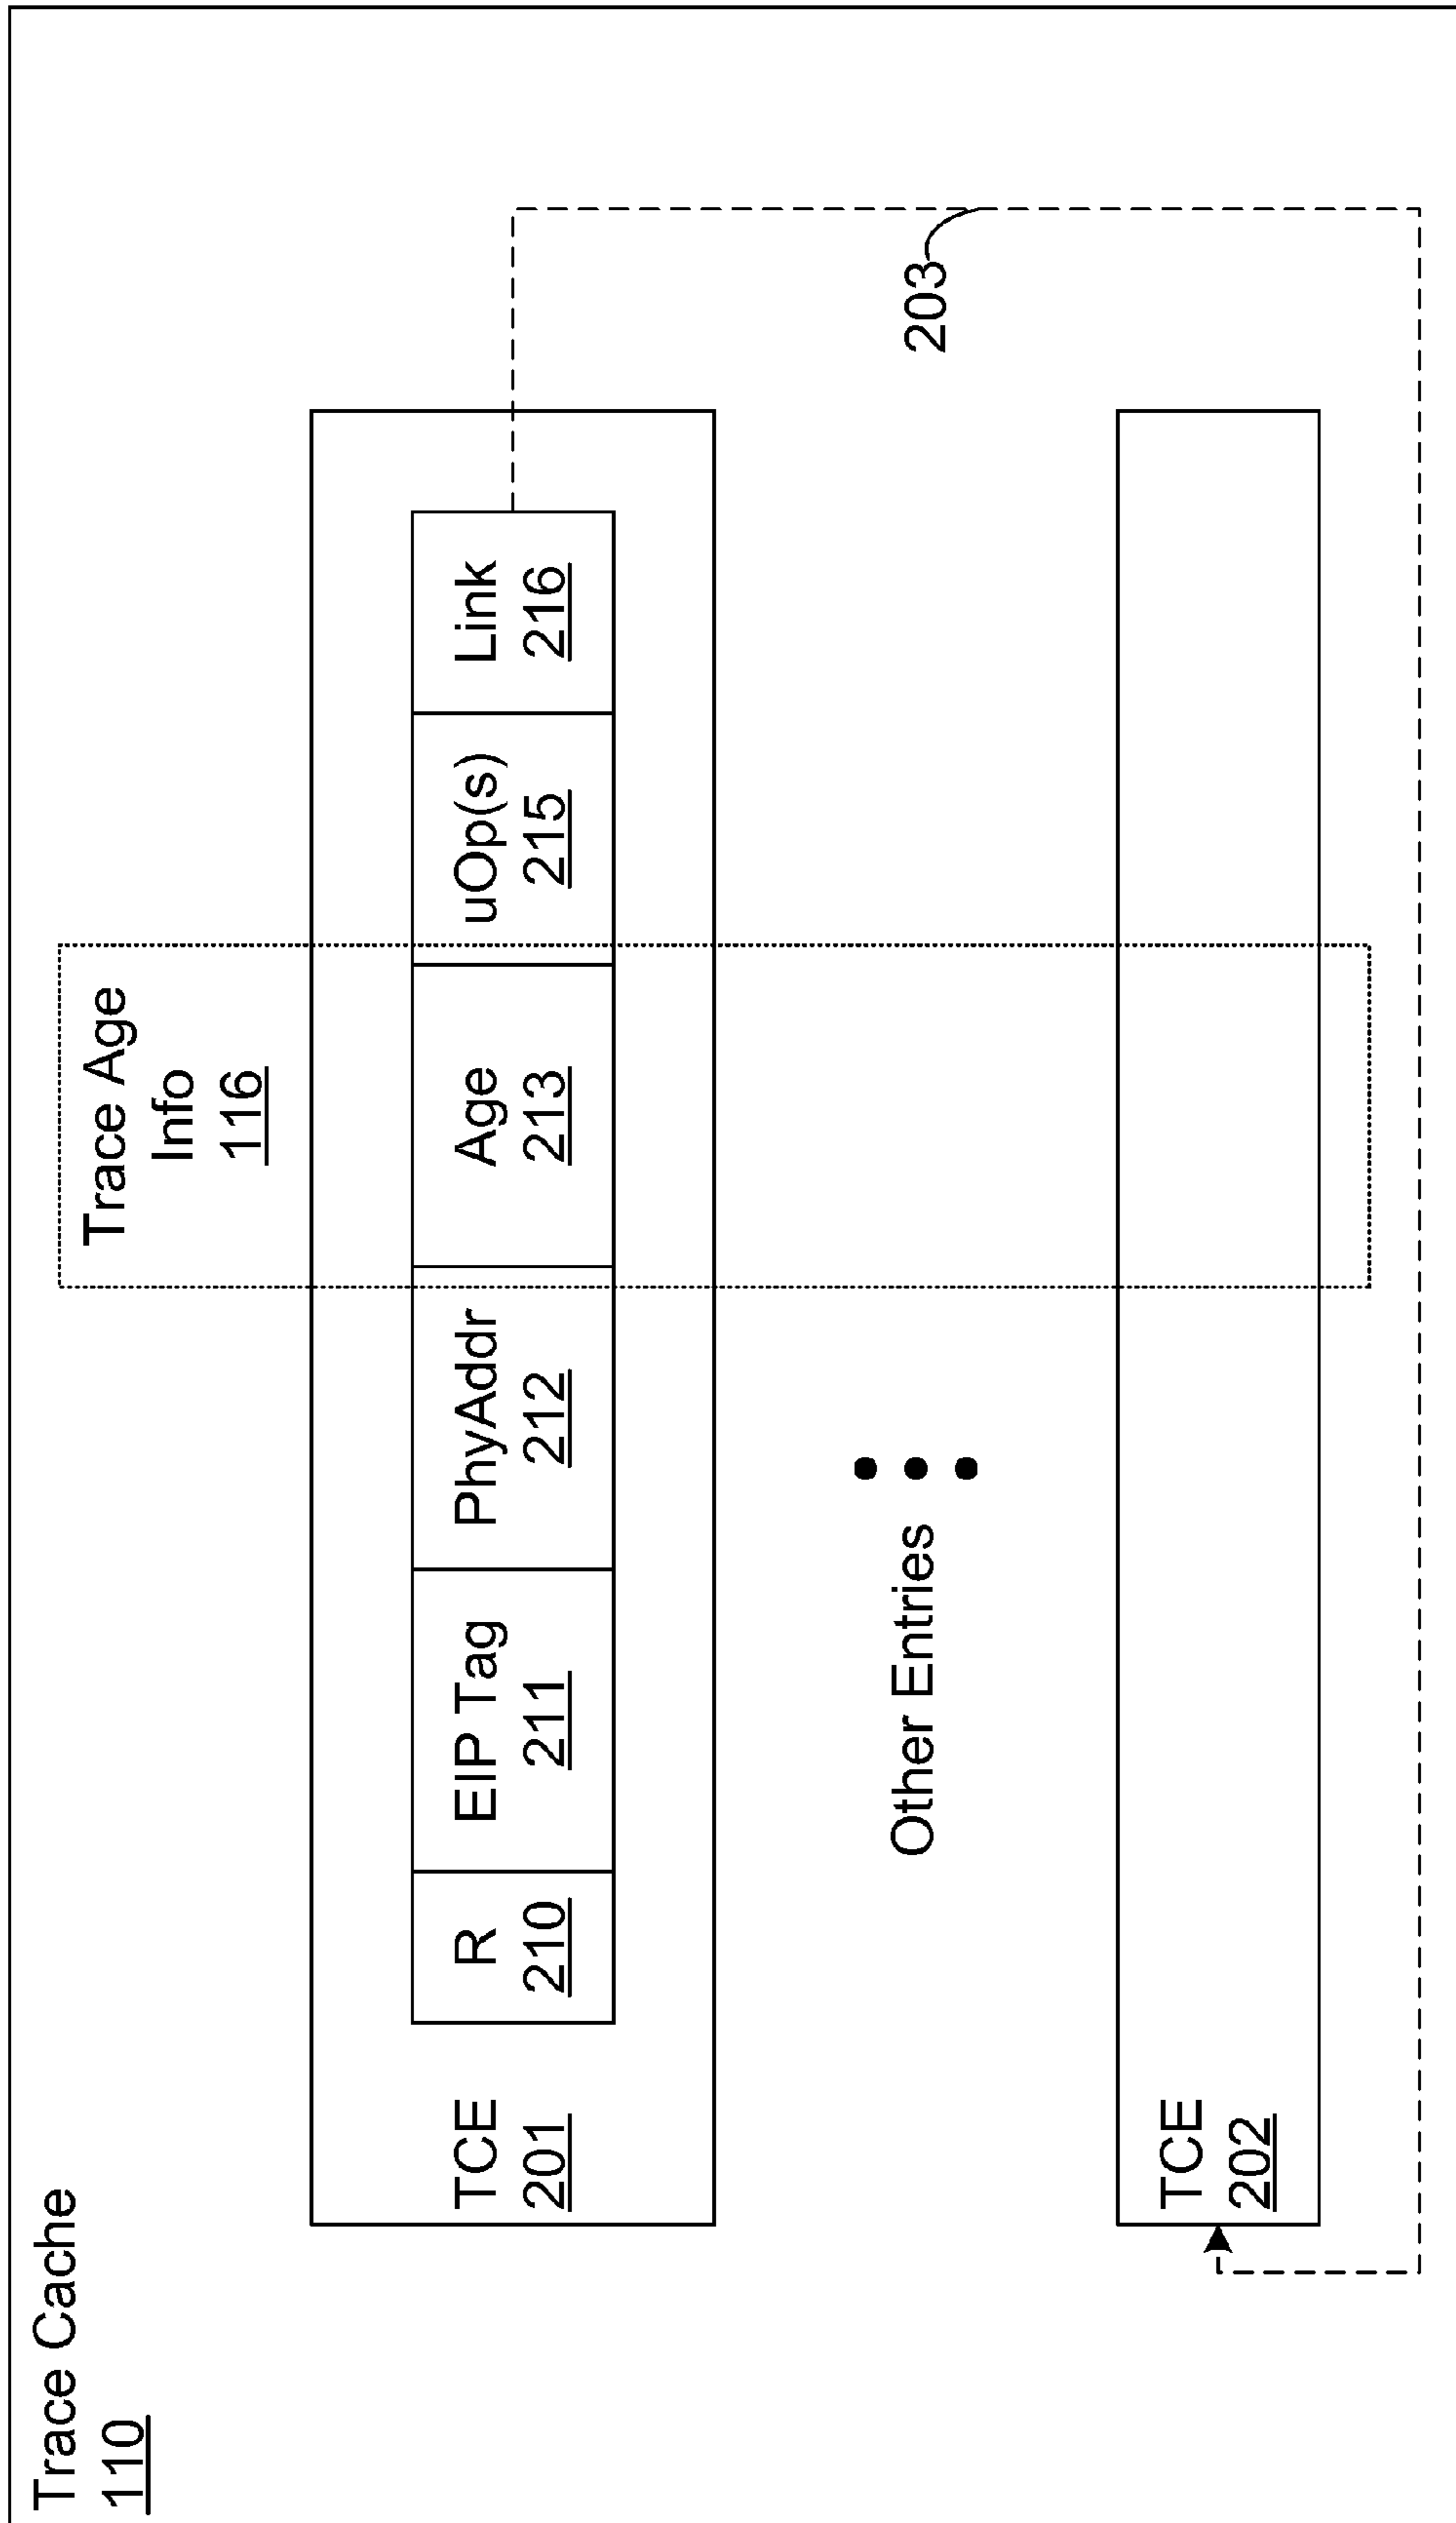 Trace Cache
110
Trace Age
Info
116
TCE
201
R
210
EIP Tag
211
PhyAddr
212
Age
213
uOp(s)
215
Link
216
Other Entries
203
TCE
202